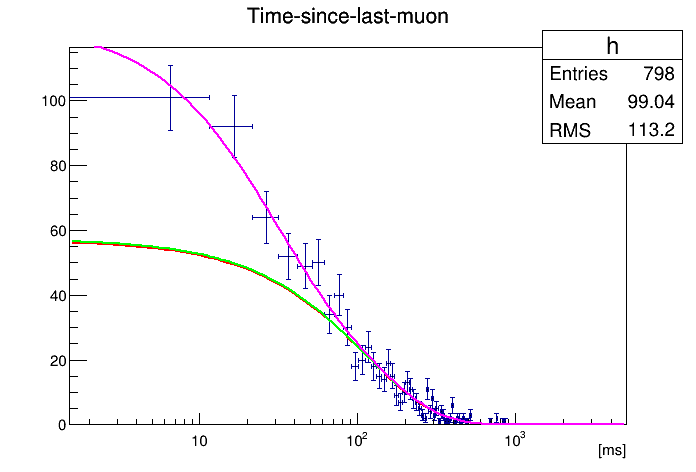 Time-since-last-muon
h
Entries 798
Mean 99.04
RMS 113.2
100
80
60
40
20
0
10
10²
10³
[ms]